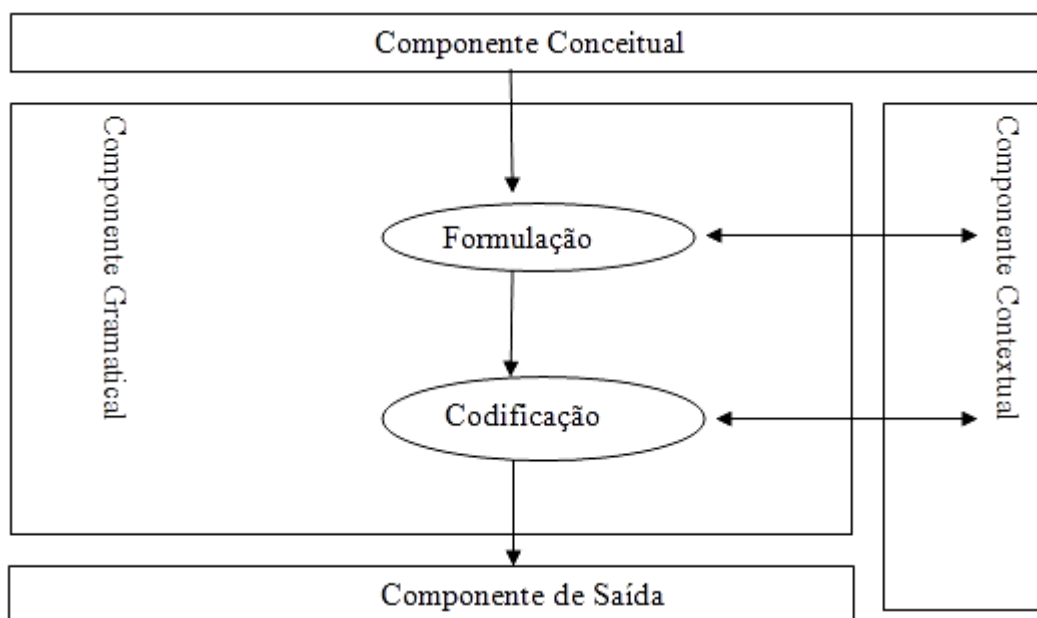 Componente Conceitual
Componente Gramatical
Formulação
Codificação
Componente Contextual
Componente de Saída